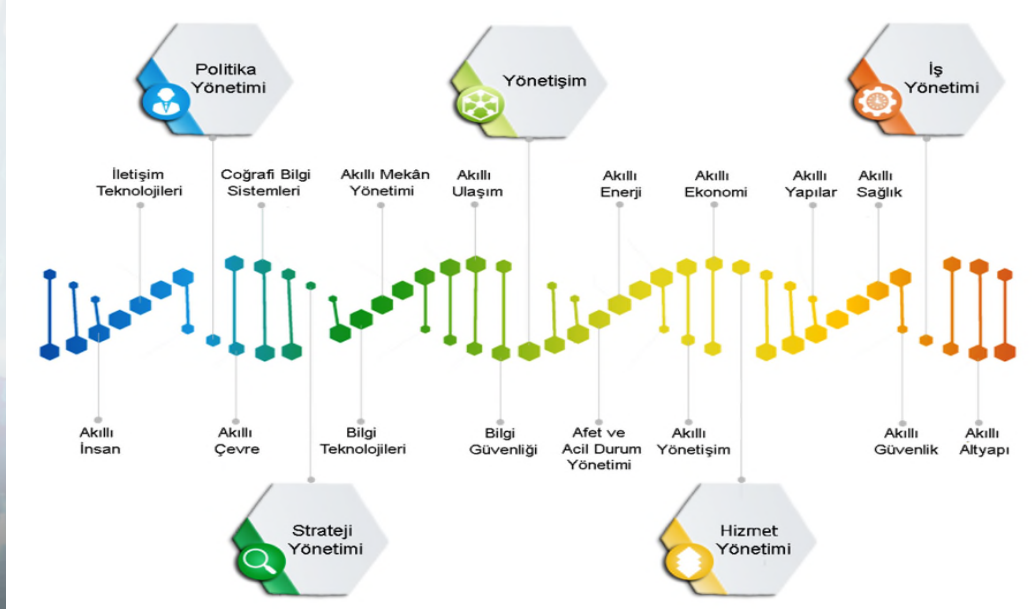 Politika
Yönetimi
Yönetişim
İş
Yönetimi
İletişim
Teknolojileri
Coğrafi Bilgi
Sistemleri
Akıllı Mekân
Yönetimi
Akıllı
Ulaşım
Akıllı
Enerji
Akıllı
Ekonomi
Akıllı
Yapılar
Akıllı
Sağlık
Akıllı
İnsan
Akıllı
Çevre
Bilgi
Teknolojileri
Bilgi
Güvenliği
Afet ve
Acil Durum
Yönetimi
Akıllı
Yönetişim
Akıllı
Güvenlik
Akıllı
Altyapı
Strateji
Yönetimi
Hizmet
Yönetimi